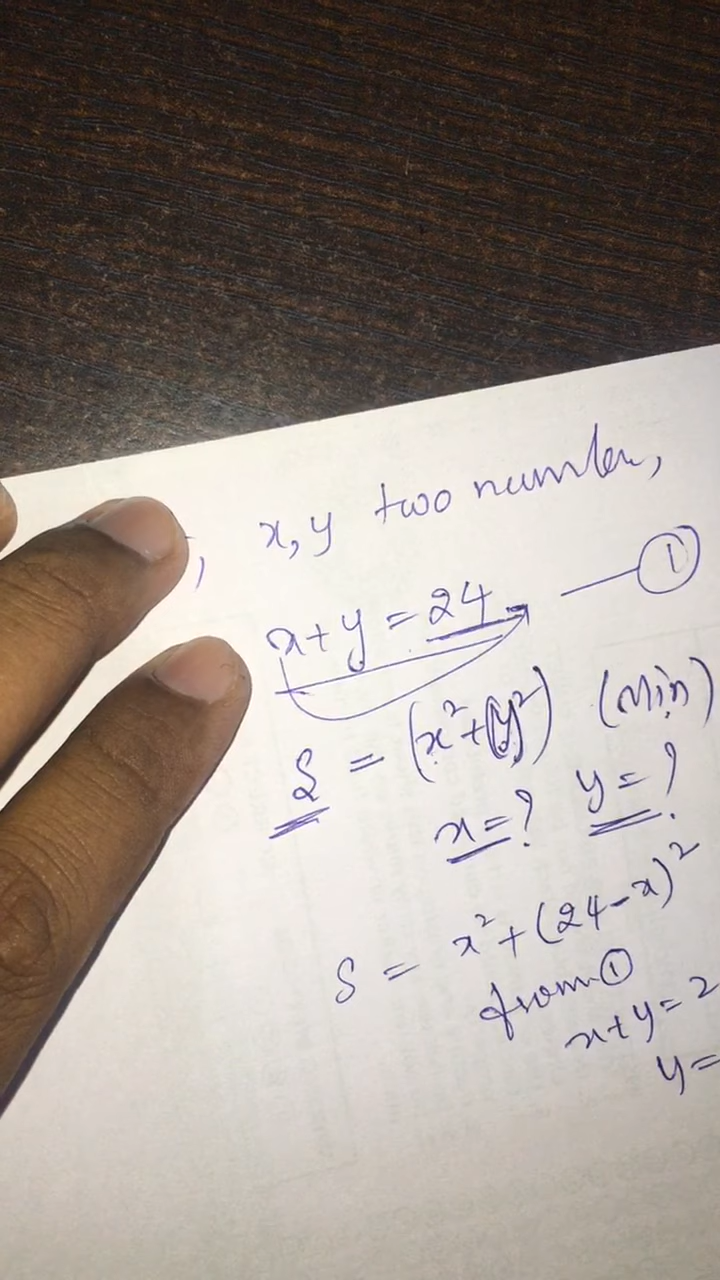 , x, y two number,
x+y = 24 ①
S = (x²+y²) (Min)
x=? y=?
S = x²+(24-x)²
from ①
x+y=2
y=